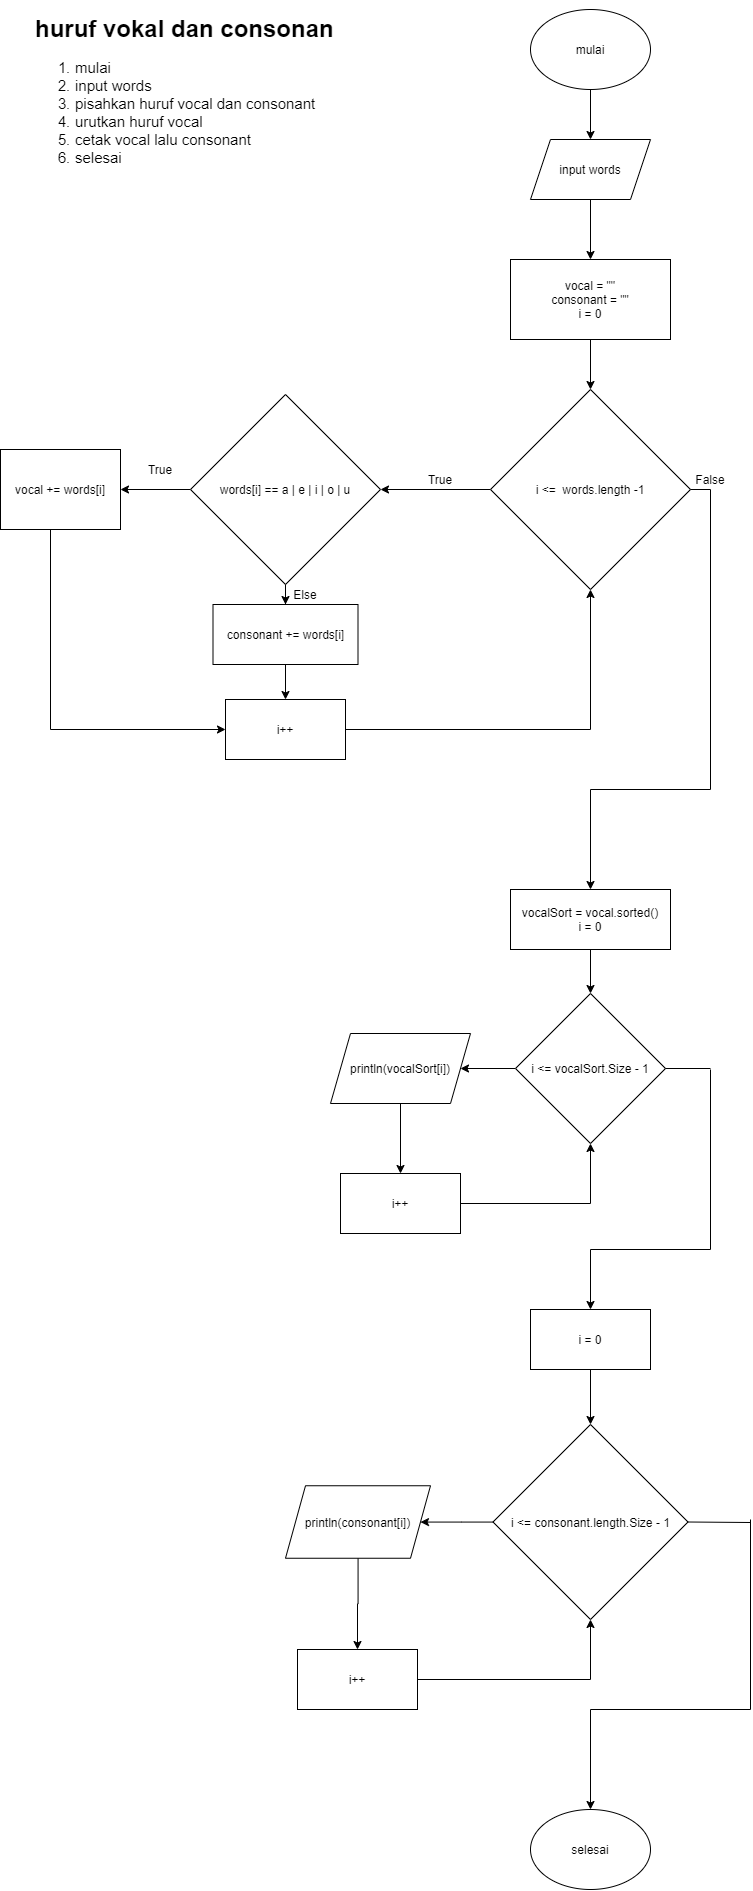 huruf vokal dan consonan
1. mulai
2. input words
3. pisahkan huruf vocal dan consonant
4. urutkan huruf vocal
5. cetak vocal lalu consonant
6. selesai
mulai
input words
vocal = ""
consonant = ""
i = 0
i <= words.length -1
True
False
words[i] == a | e | i | o | u
True
vocal += words[i]
Else
consonant += words[i]
i++
vocalSort = vocal.sorted()
i = 0
i <= vocalSort.Size - 1
println(vocalSort[i])
i++
i = 0
i <= consonant.length.Size - 1
println(consonant[i])
i++
selesai